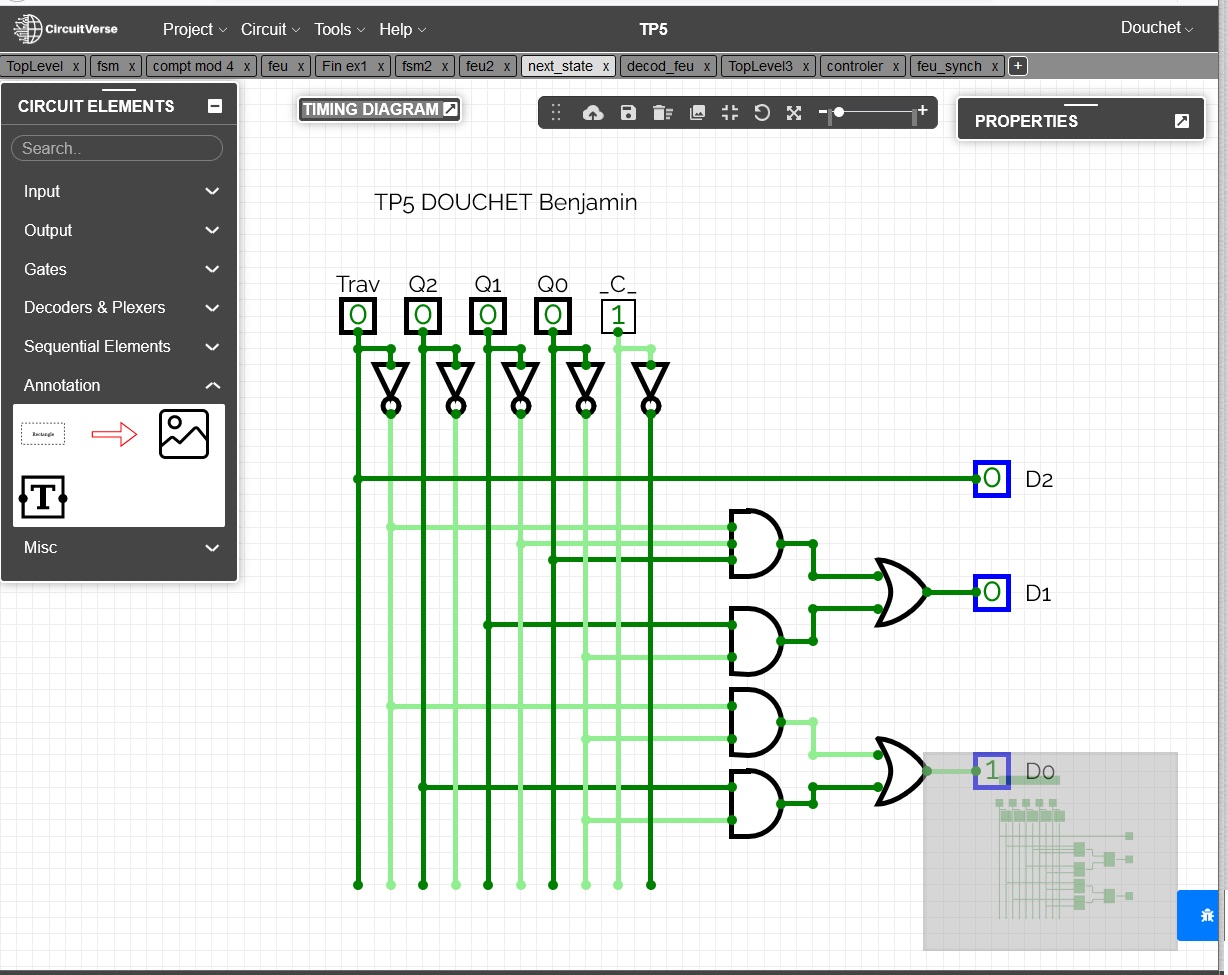 CircuitVerse Project Circuit Tools Help TP5 Douchet
TopLevel x fsm x compt mod 4 x feu x Fin ex1 x fsm2 x feu2 x next_state x decod_feu x TopLevel3 x controler x feu_synch x +
CIRCUIT ELEMENTS
Search..
Input
Output
Gates
Decoders & Plexers
Sequential Elements
Annotation
Rectangle
T
Misc
TIMING DIAGRAM
PROPERTIES
TP5 DOUCHET Benjamin
Trav Q2 Q1 Q0 _C_
0 0 0 0 1
0 D2
0 D1
1 D0